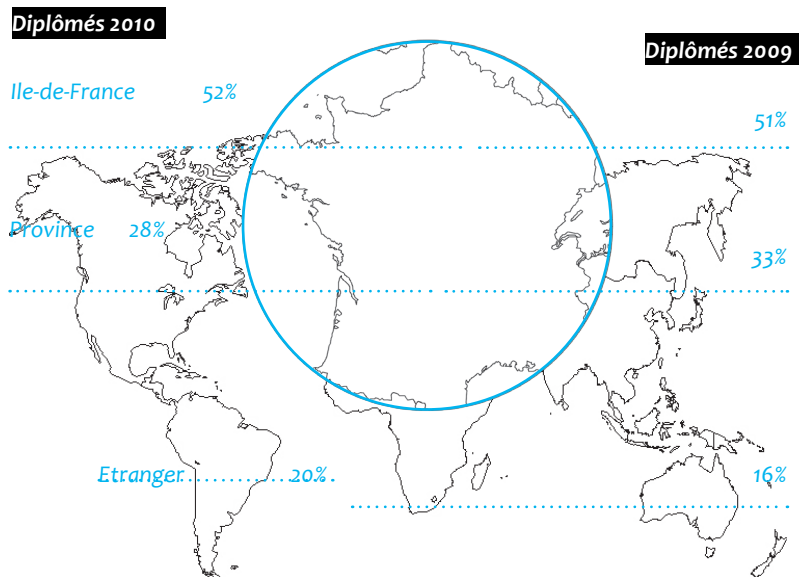 Diplômés 2010
Diplômés 2009
Ile-de-France 52%
51%
Province 28%
33%
Etranger 20%
16%